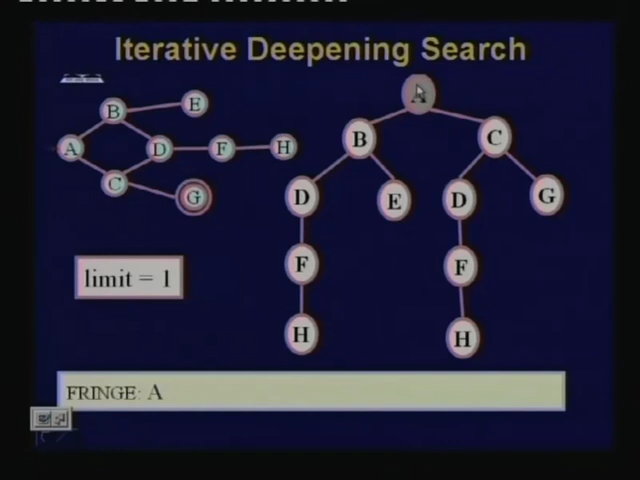 Iterative Deepening Search
A
B
E
B
C
A
D
F
H
C
G
D
E
D
G
limit = 1
F
F
H
H
FRINGE: A